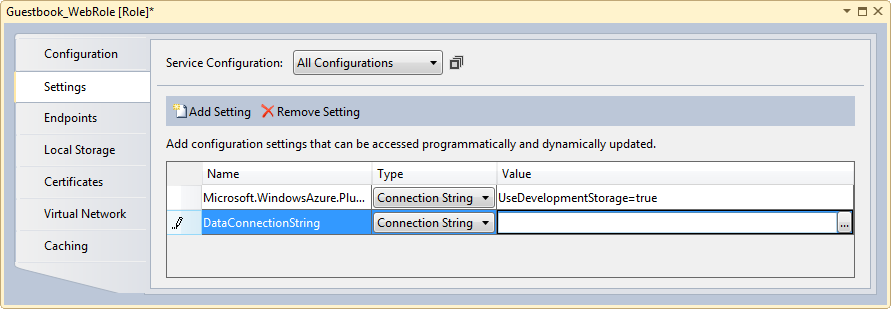 Guestbook_WebRole [Role]*
Configuration
Settings
Endpoints
Local Storage
Certificates
Virtual Network
Caching
Service Configuration: All Configurations
Add Setting Remove Setting
Add configuration settings that can be accessed programmatically and dynamically updated.
Name Type Value
Microsoft.WindowsAzure.Plu... Connection String UseDevelopmentStorage=true
DataConnectionString Connection String ...